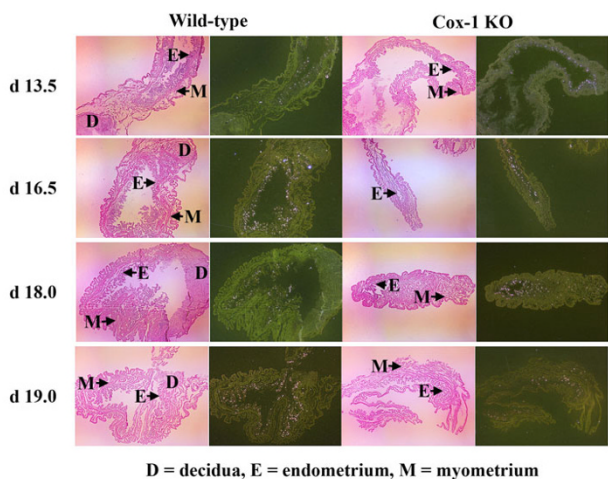 Wild-type Cox-1 KO
d 13.5 E M D E M
d 16.5 D E M E
d 18.0 E D M E M
d 19.0 M D E M E
D = decidua, E = endometrium, M = myometrium